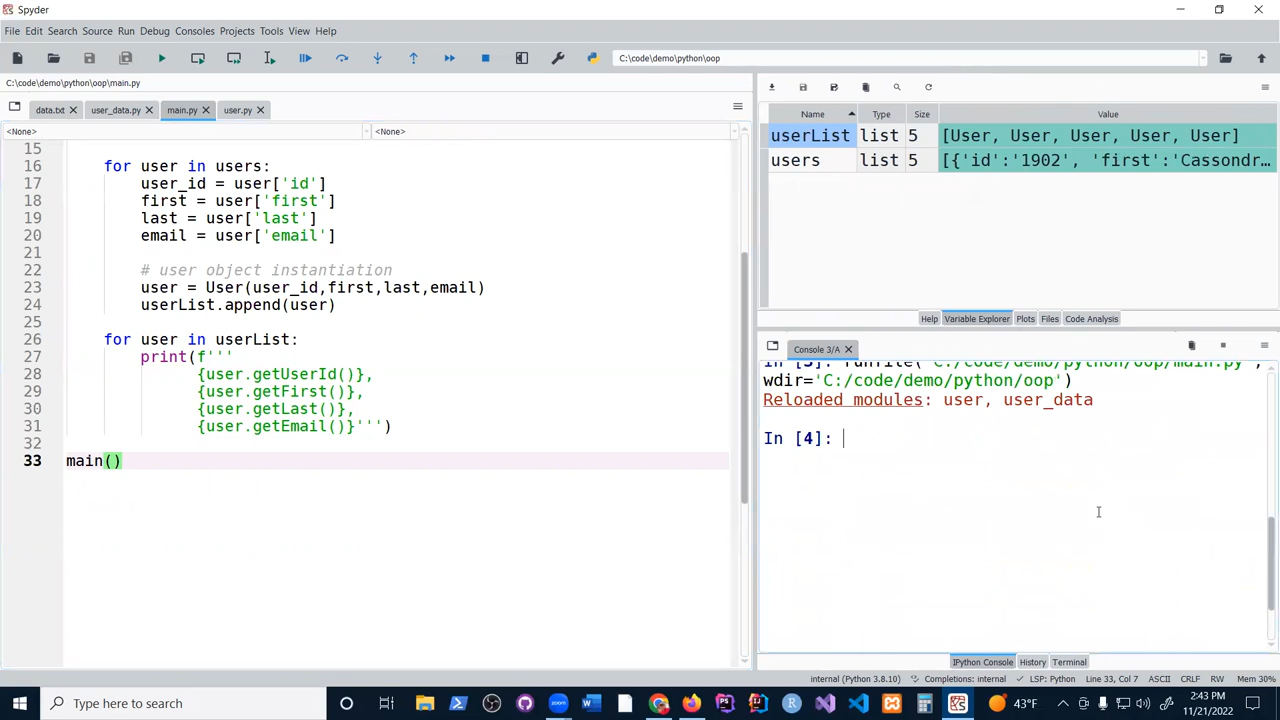 Spyder
File Edit Search Source Run Debug Consoles Projects Tools View Help
C:\code\demo\python\oop
C:\code\demo\python\oop\main.py
data.txt user_data.py main.py user.py
<None> <None>
15
16 for user in users:
17 user_id = user['id']
18 first = user['first']
19 last = user['last']
20 email = user['email']
21
22 # user object instantiation
23 user = User(user_id,first,last,email)
24 userList.append(user)
25
26 for user in userList:
27 print(f'''
28 {user.getUserId()},
29 {user.getFirst()},
30 {user.getLast()},
31 {user.getEmail()}''')
32
33 main()
Name Type Size Value
userList list 5 [User, User, User, User, User]
users list 5 [{'id':'1902', 'first':'Cassondr…
Help Variable Explorer Plots Files Code Analysis
Console 3/A
In [3]: runfile('C:/code/demo/python/oop/main.py',
wdir='C:/code/demo/python/oop')
Reloaded modules: user, user_data
In [4]:
IPython Console History Terminal
internal (Python 3.8.10) Completions: internal LSP: Python Line 33, Col 7 ASCII CRLF RW Mem 30%
Type here to search
43°F
2:43 PM
11/21/2022